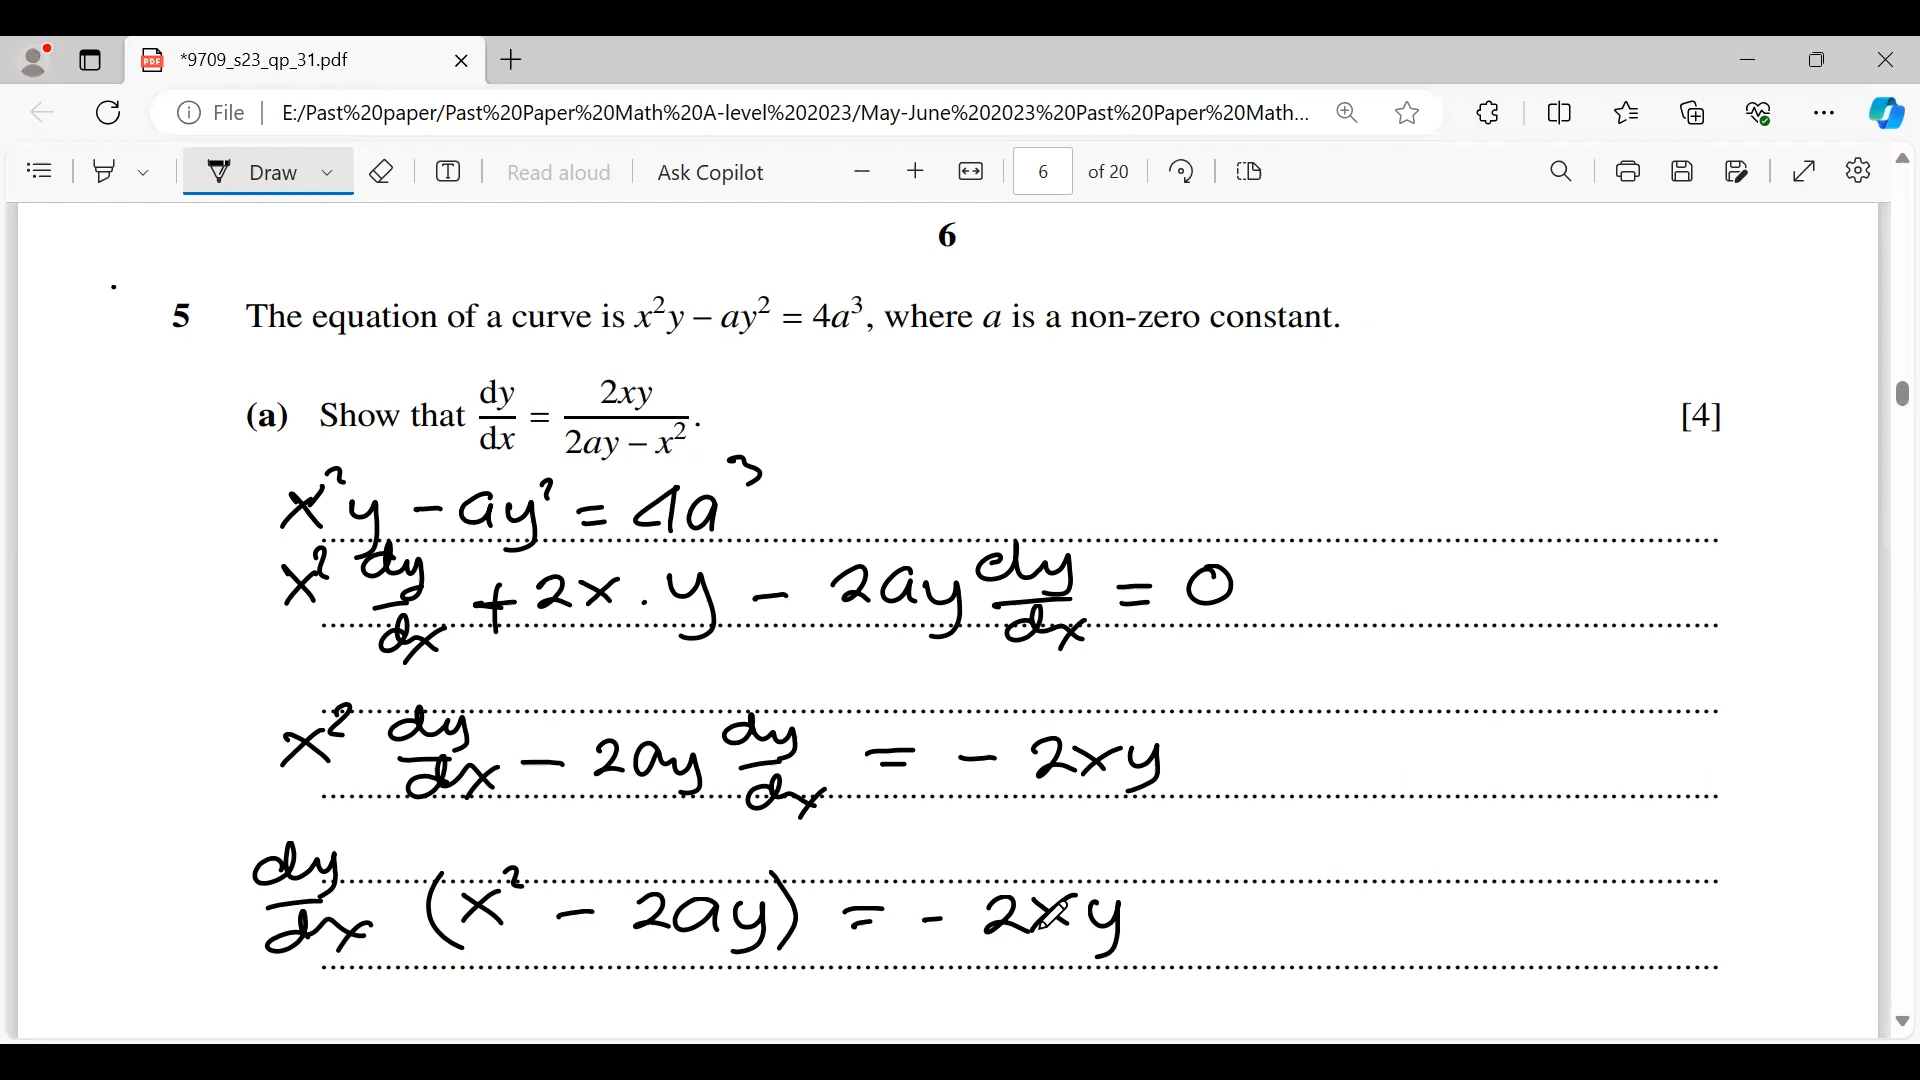 *9709_s23_qp_31.pdf
File
E:/Past%20paper/Past%20Paper%20Math%20A-level%202023/May-June%202023%20Past%20Paper%20Math...
Draw
Read aloud
Ask Copilot
6 of 20
6
5 The equation of a curve is x²y − ay² = 4a³, where a is a non-zero constant.
(a) Show that dy/dx = 2xy/(2ay − x²). [4]
x²y − ay² = 4a³
x² dy/dx + 2x . y − 2ay dy/dx = 0
x² dy/dx − 2ay dy/dx = − 2xy
dy/dx (x² − 2ay) = − 2xy